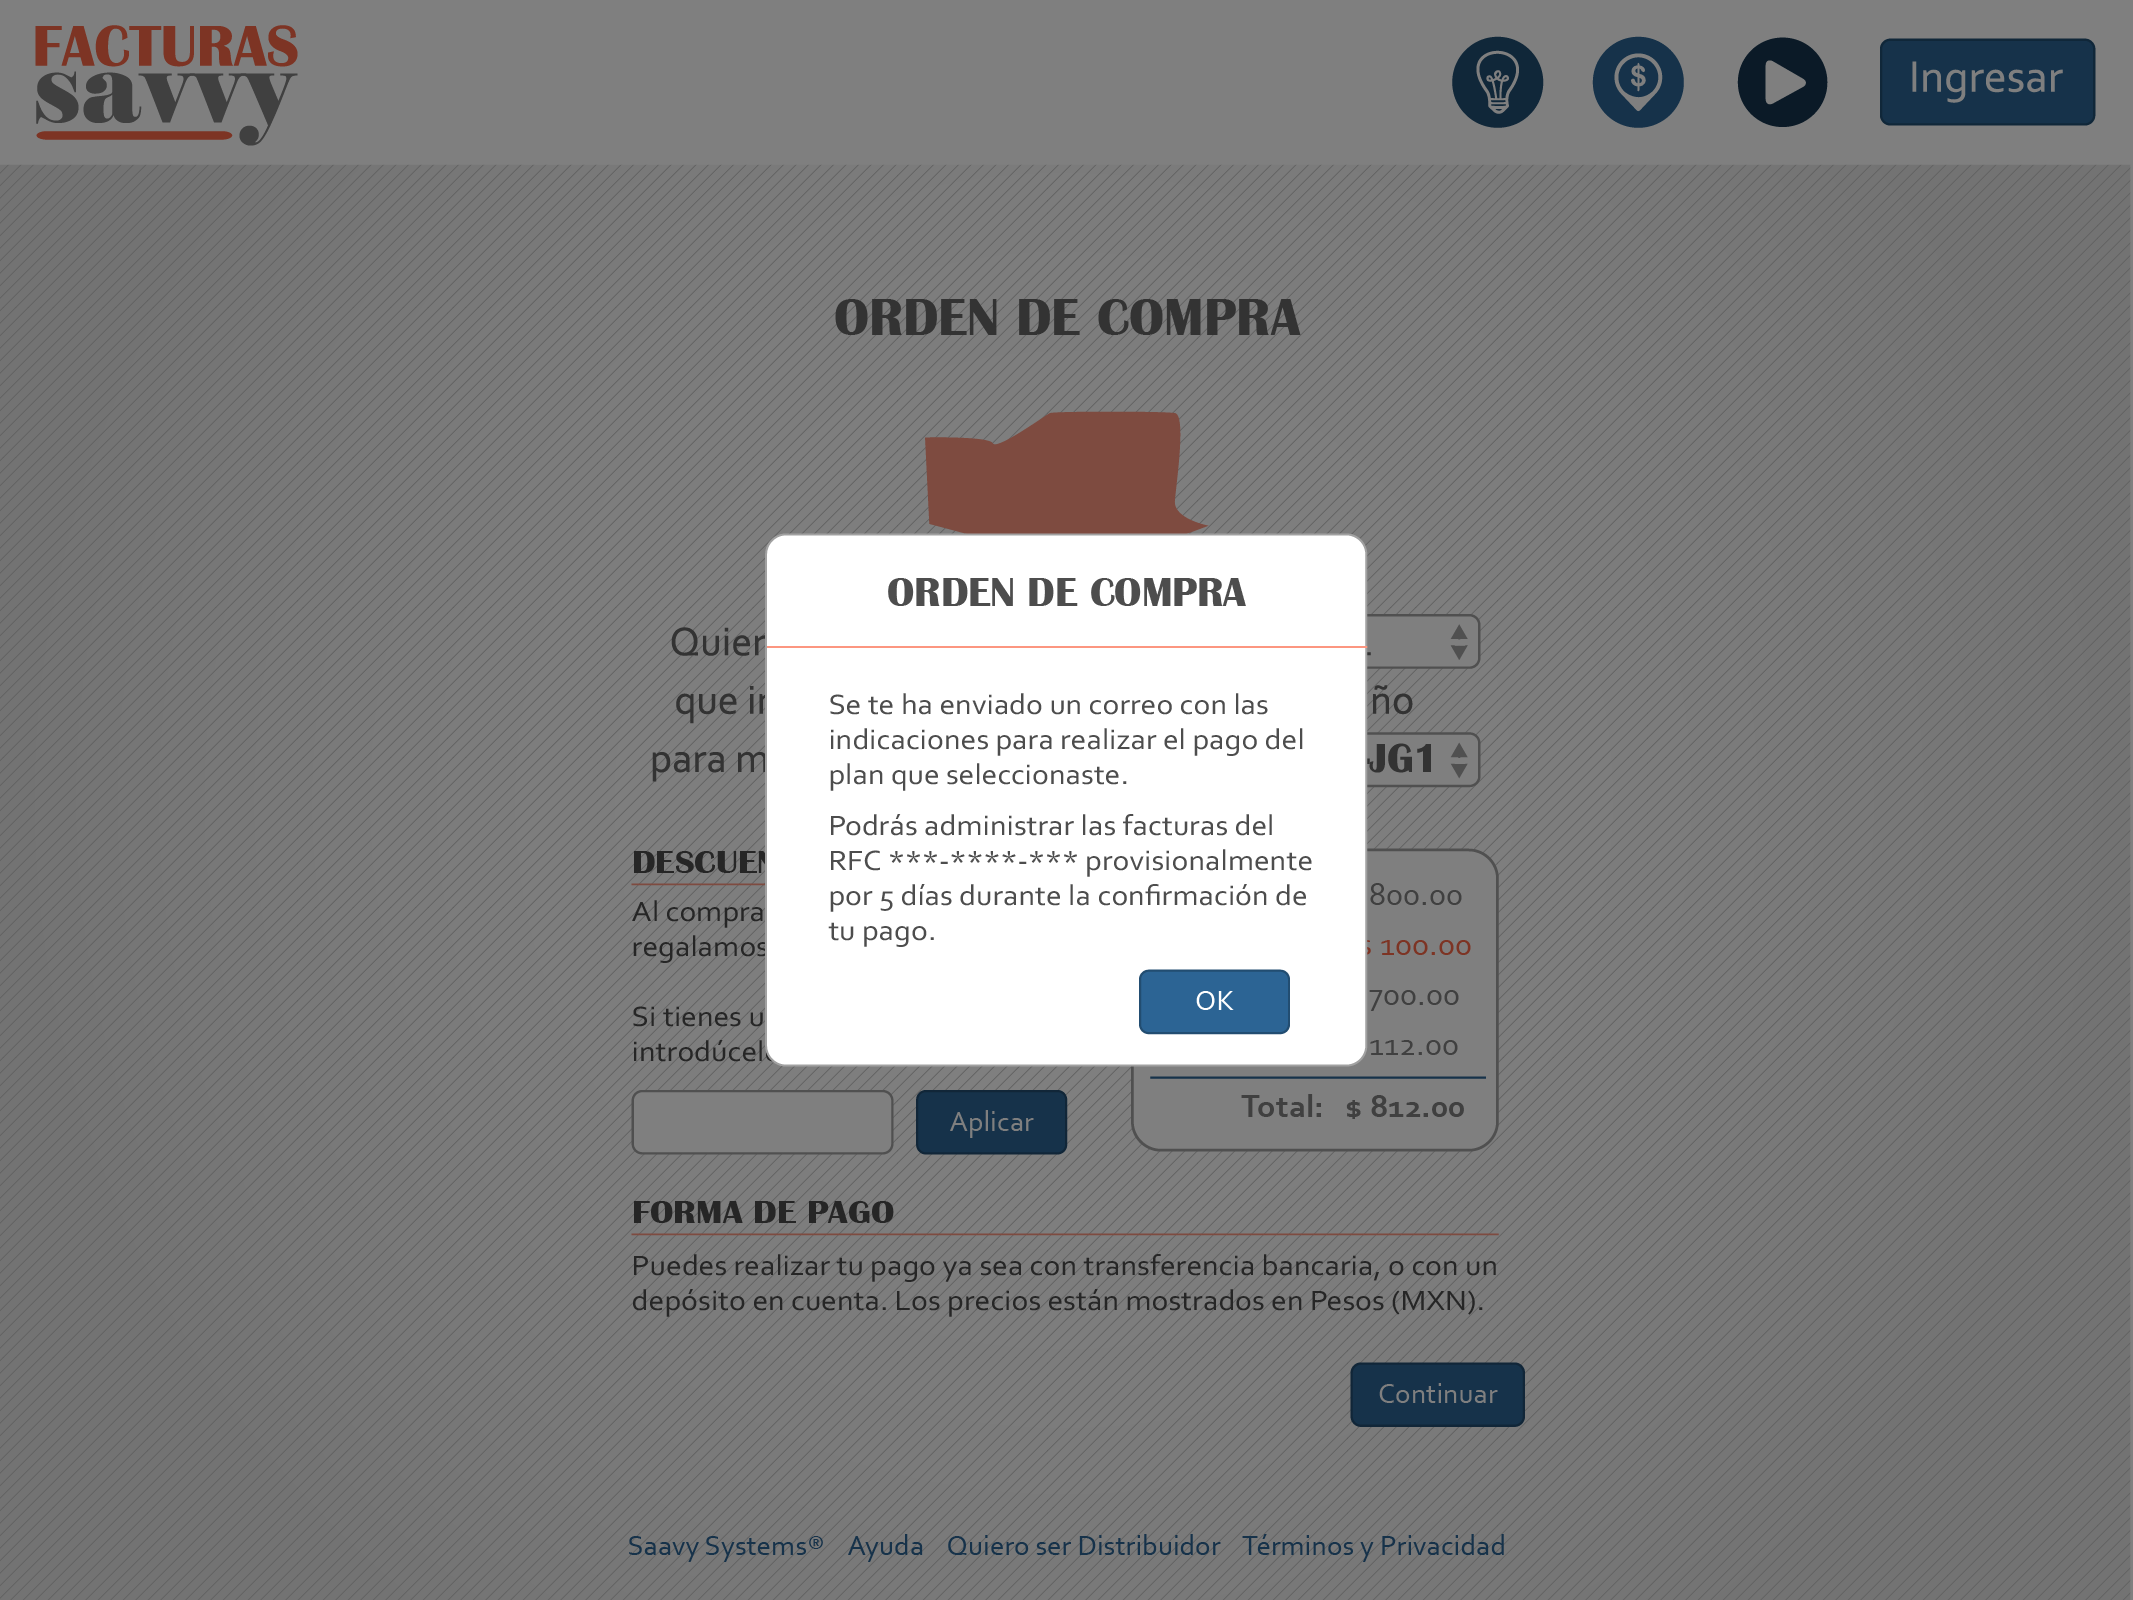 FACTURAS
savvy
$
Ingresar
ORDEN DE COMPRA
ORDEN DE COMPRA
Se te ha enviado un correo con las
indicaciones para realizar el pago del
plan que seleccionaste.
Podrás administrar las facturas del
RFC ***-****-*** provisionalmente
por 5 días durante la confirmación de
tu pago.
OK
que
para
JG1
Al
regalamos
Si tienes
800.00
$ 100.00
700.00
112.00
Total: $ 812.00
Aplicar
FORMA DE PAGO
Puedes realizar tu pago ya sea con transferencia bancaria, o con un
depósito en cuenta. Los precios están mostrados en Pesos (MXN).
Continuar
Saavy Systems® Ayuda Quiero ser Distribuidor Términos y Privacidad